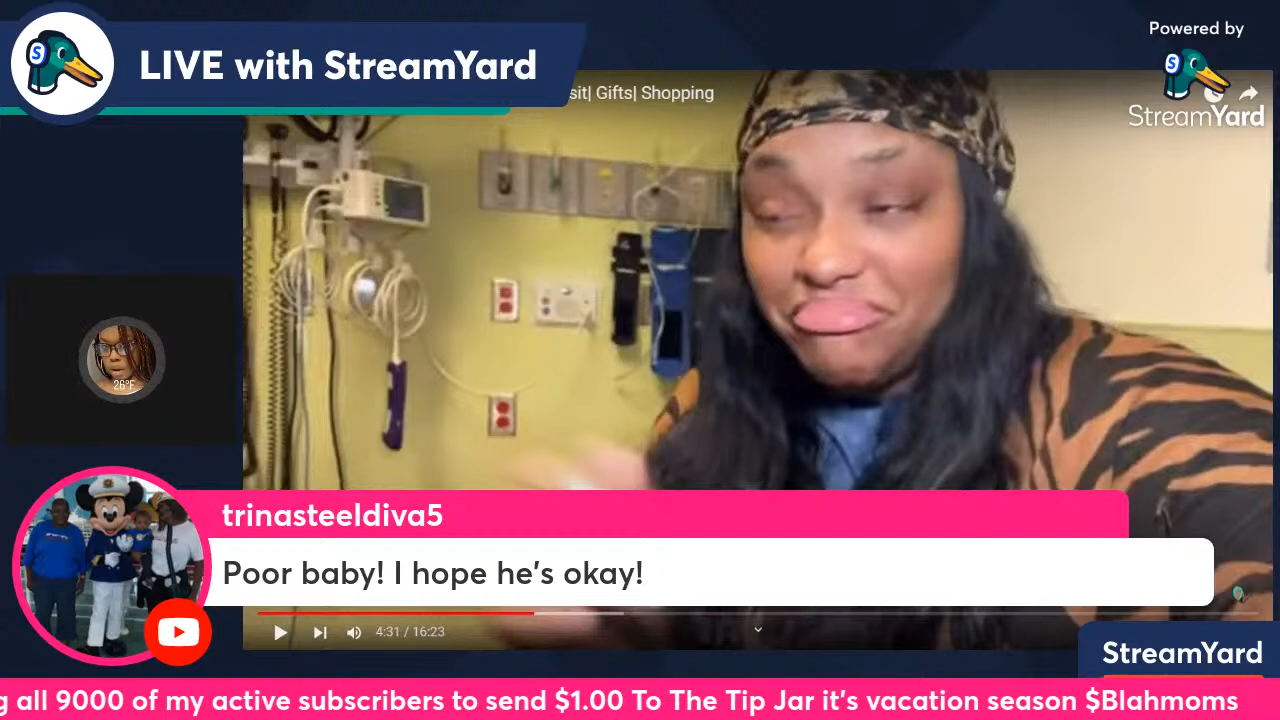 LIVE with StreamYard
Powered by
StreamYard
sit| Gifts| Shopping
S
26°F
trinasteeldiva5
Poor baby! I hope he's okay!
4:31 / 16:23
StreamYard
g all 9000 of my active subscribers to send $1.00 To The Tip Jar it's vacation season $Blahmoms